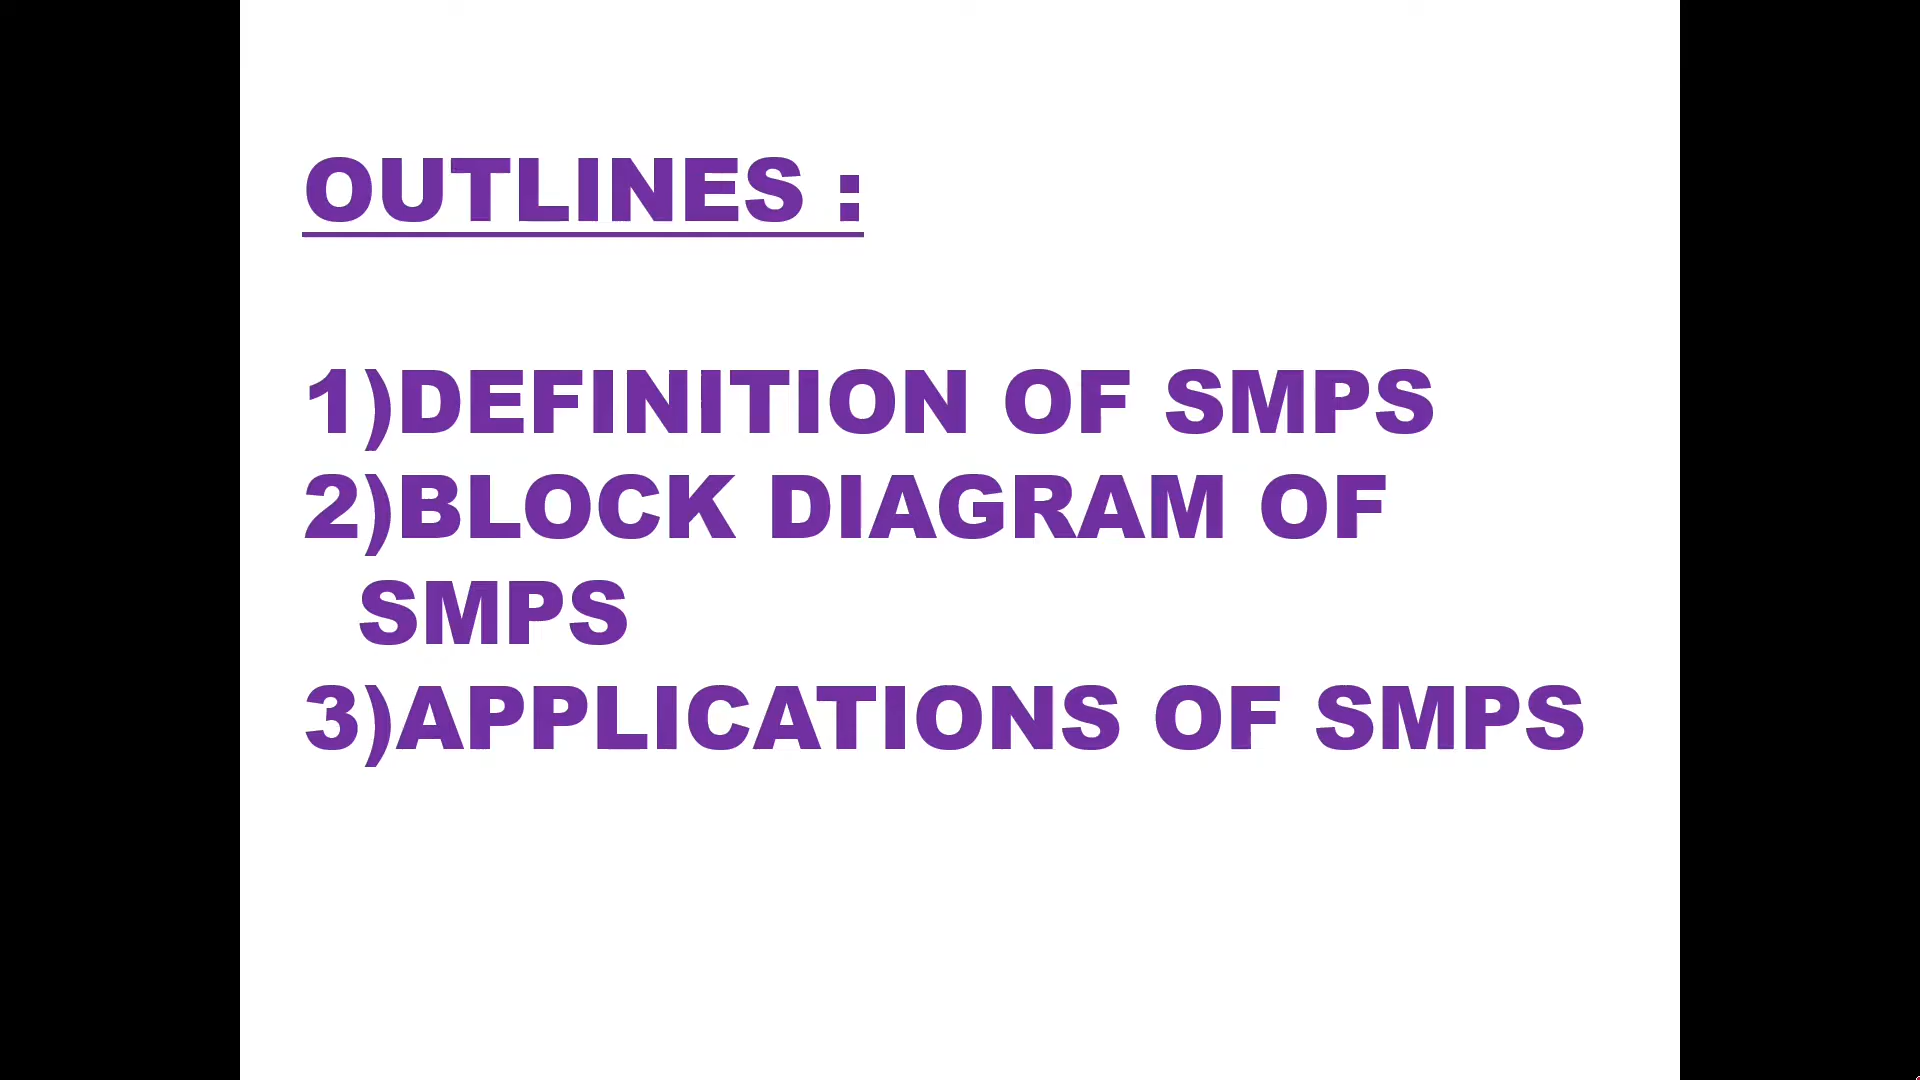 OUTLINES :
1)DEFINITION OF SMPS
2)BLOCK DIAGRAM OF
SMPS
3)APPLICATIONS OF SMPS